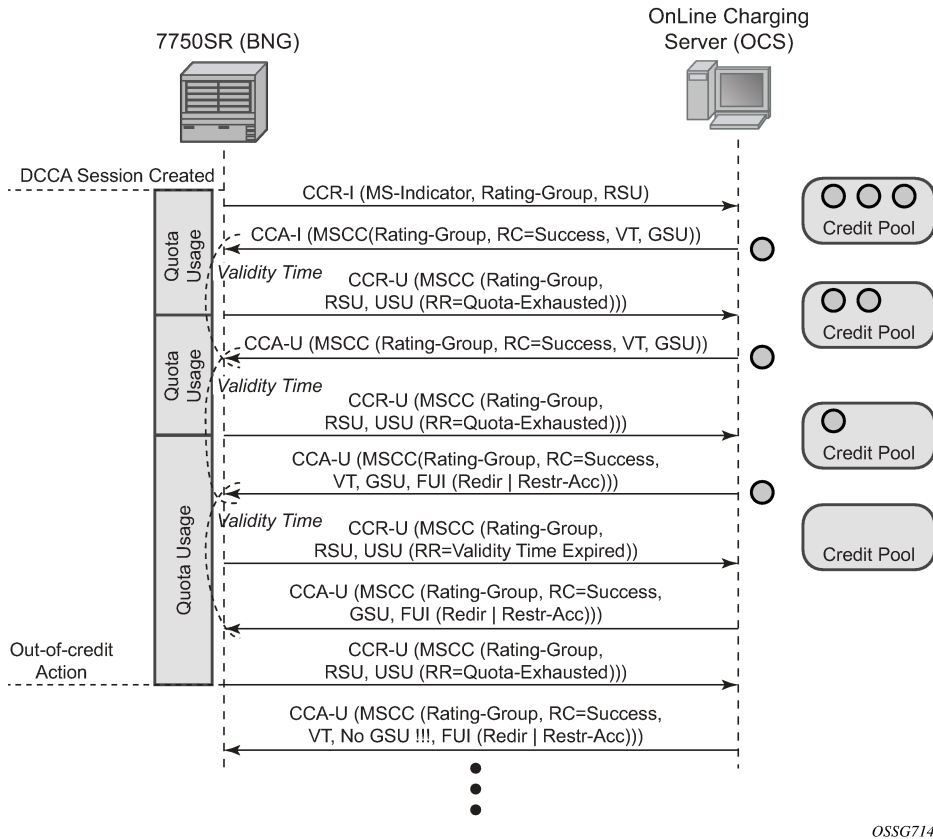 OnLine Charging
Server (OCS)
7750SR (BNG)
DCCA Session Created
CCR-I (MS-Indicator, Rating-Group, RSU)
Credit Pool
Quota
Usage
CCA-I (MSCC(Rating-Group, RC=Success, VT, GSU))
Validity Time
CCR-U (MSCC (Rating-Group,
RSU, USU (RR=Quota-Exhausted)))
Credit Pool
Quota
Usage
CCA-U (MSCC (Rating-Group, RC=Success, VT, GSU))
Validity Time
CCR-U (MSCC (Rating-Group,
RSU, USU (RR=Quota-Exhausted)))
Credit Pool
CCA-U (MSCC(Rating-Group, RC=Success,
VT, GSU, FUI (Redir | Restr-Acc)))
Validity Time
CCR-U (MSCC (Rating-Group,
RSU, USU (RR=Validity Time Expired))
Credit Pool
Quota Usage
CCA-U (MSCC (Rating-Group, RC=Success,
GSU, FUI (Redir | Restr-Acc)))
Out-of-credit
Action
CCR-U (MSCC (Rating-Group,
RSU, USU (RR=Quota-Exhausted)))
CCA-U (MSCC (Rating-Group, RC=Success,
VT, No GSU !!!, FUI (Redir | Restr-Acc)))
OSSG714